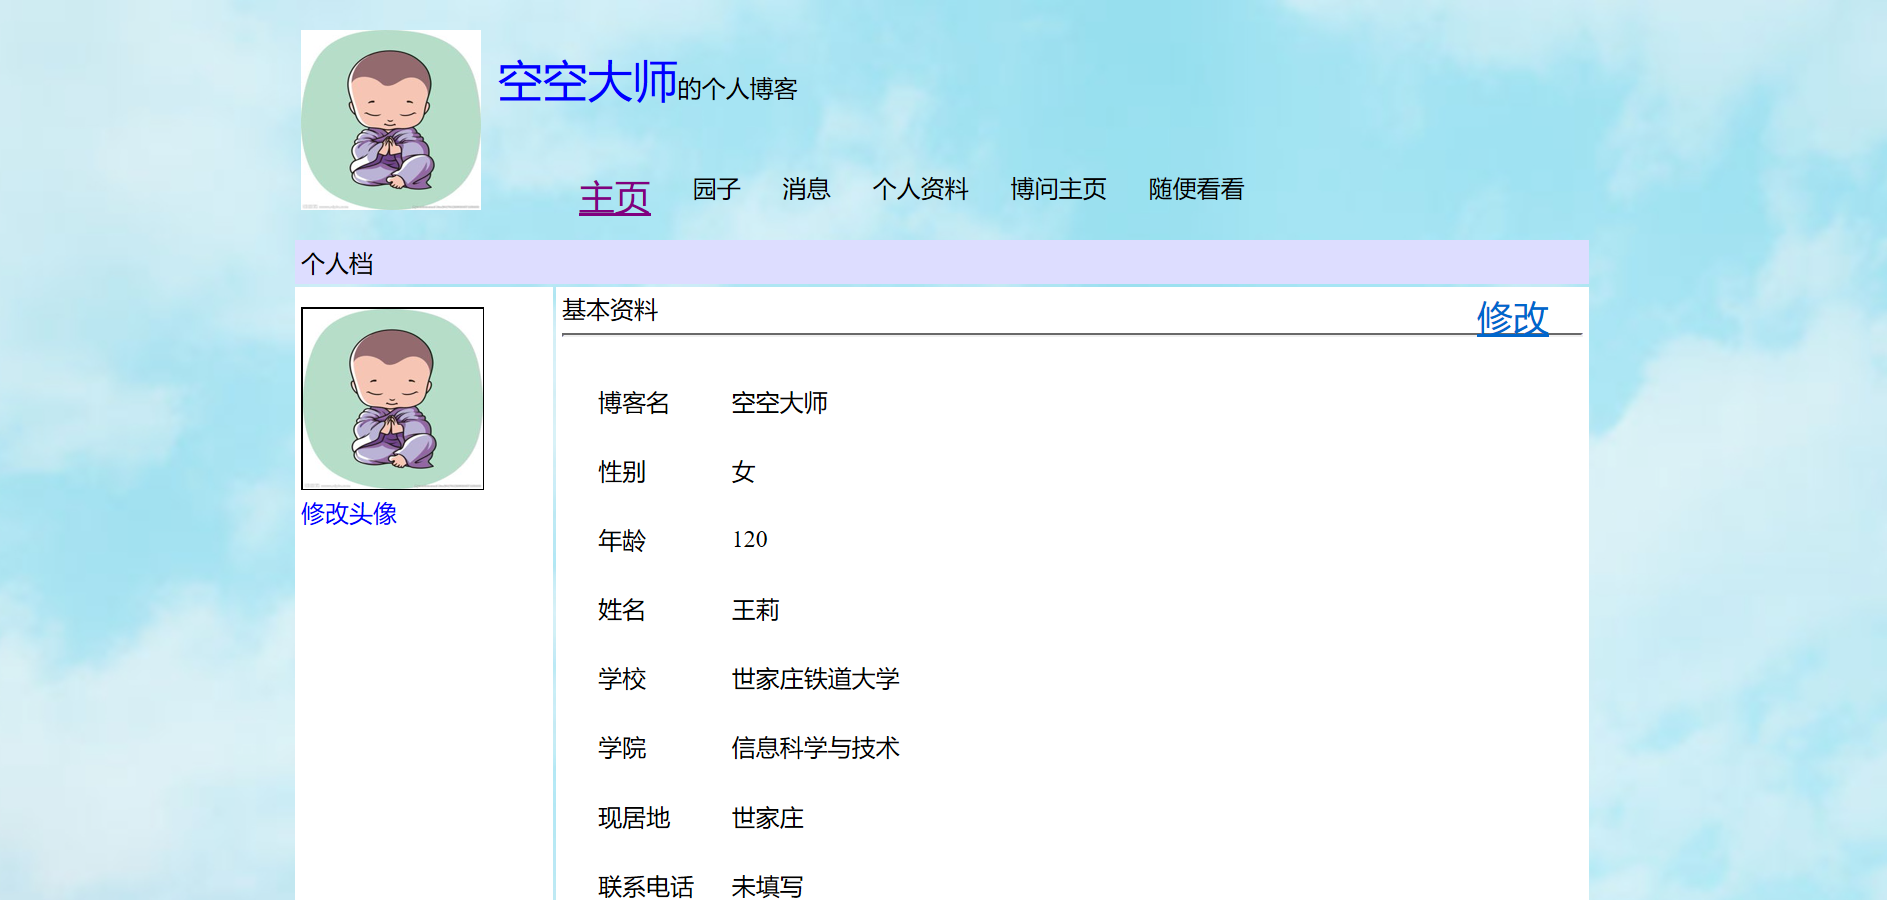 空空大师的个人博客
主页 园子 消息 个人资料 博问主页 随便看看
个人档
基本资料 修改
修改头像
博客名 空空大师
性别 女
年龄 120
姓名 王莉
学校 世家庄铁道大学
学院 信息科学与技术
现居地 世家庄
联系电话 未填写